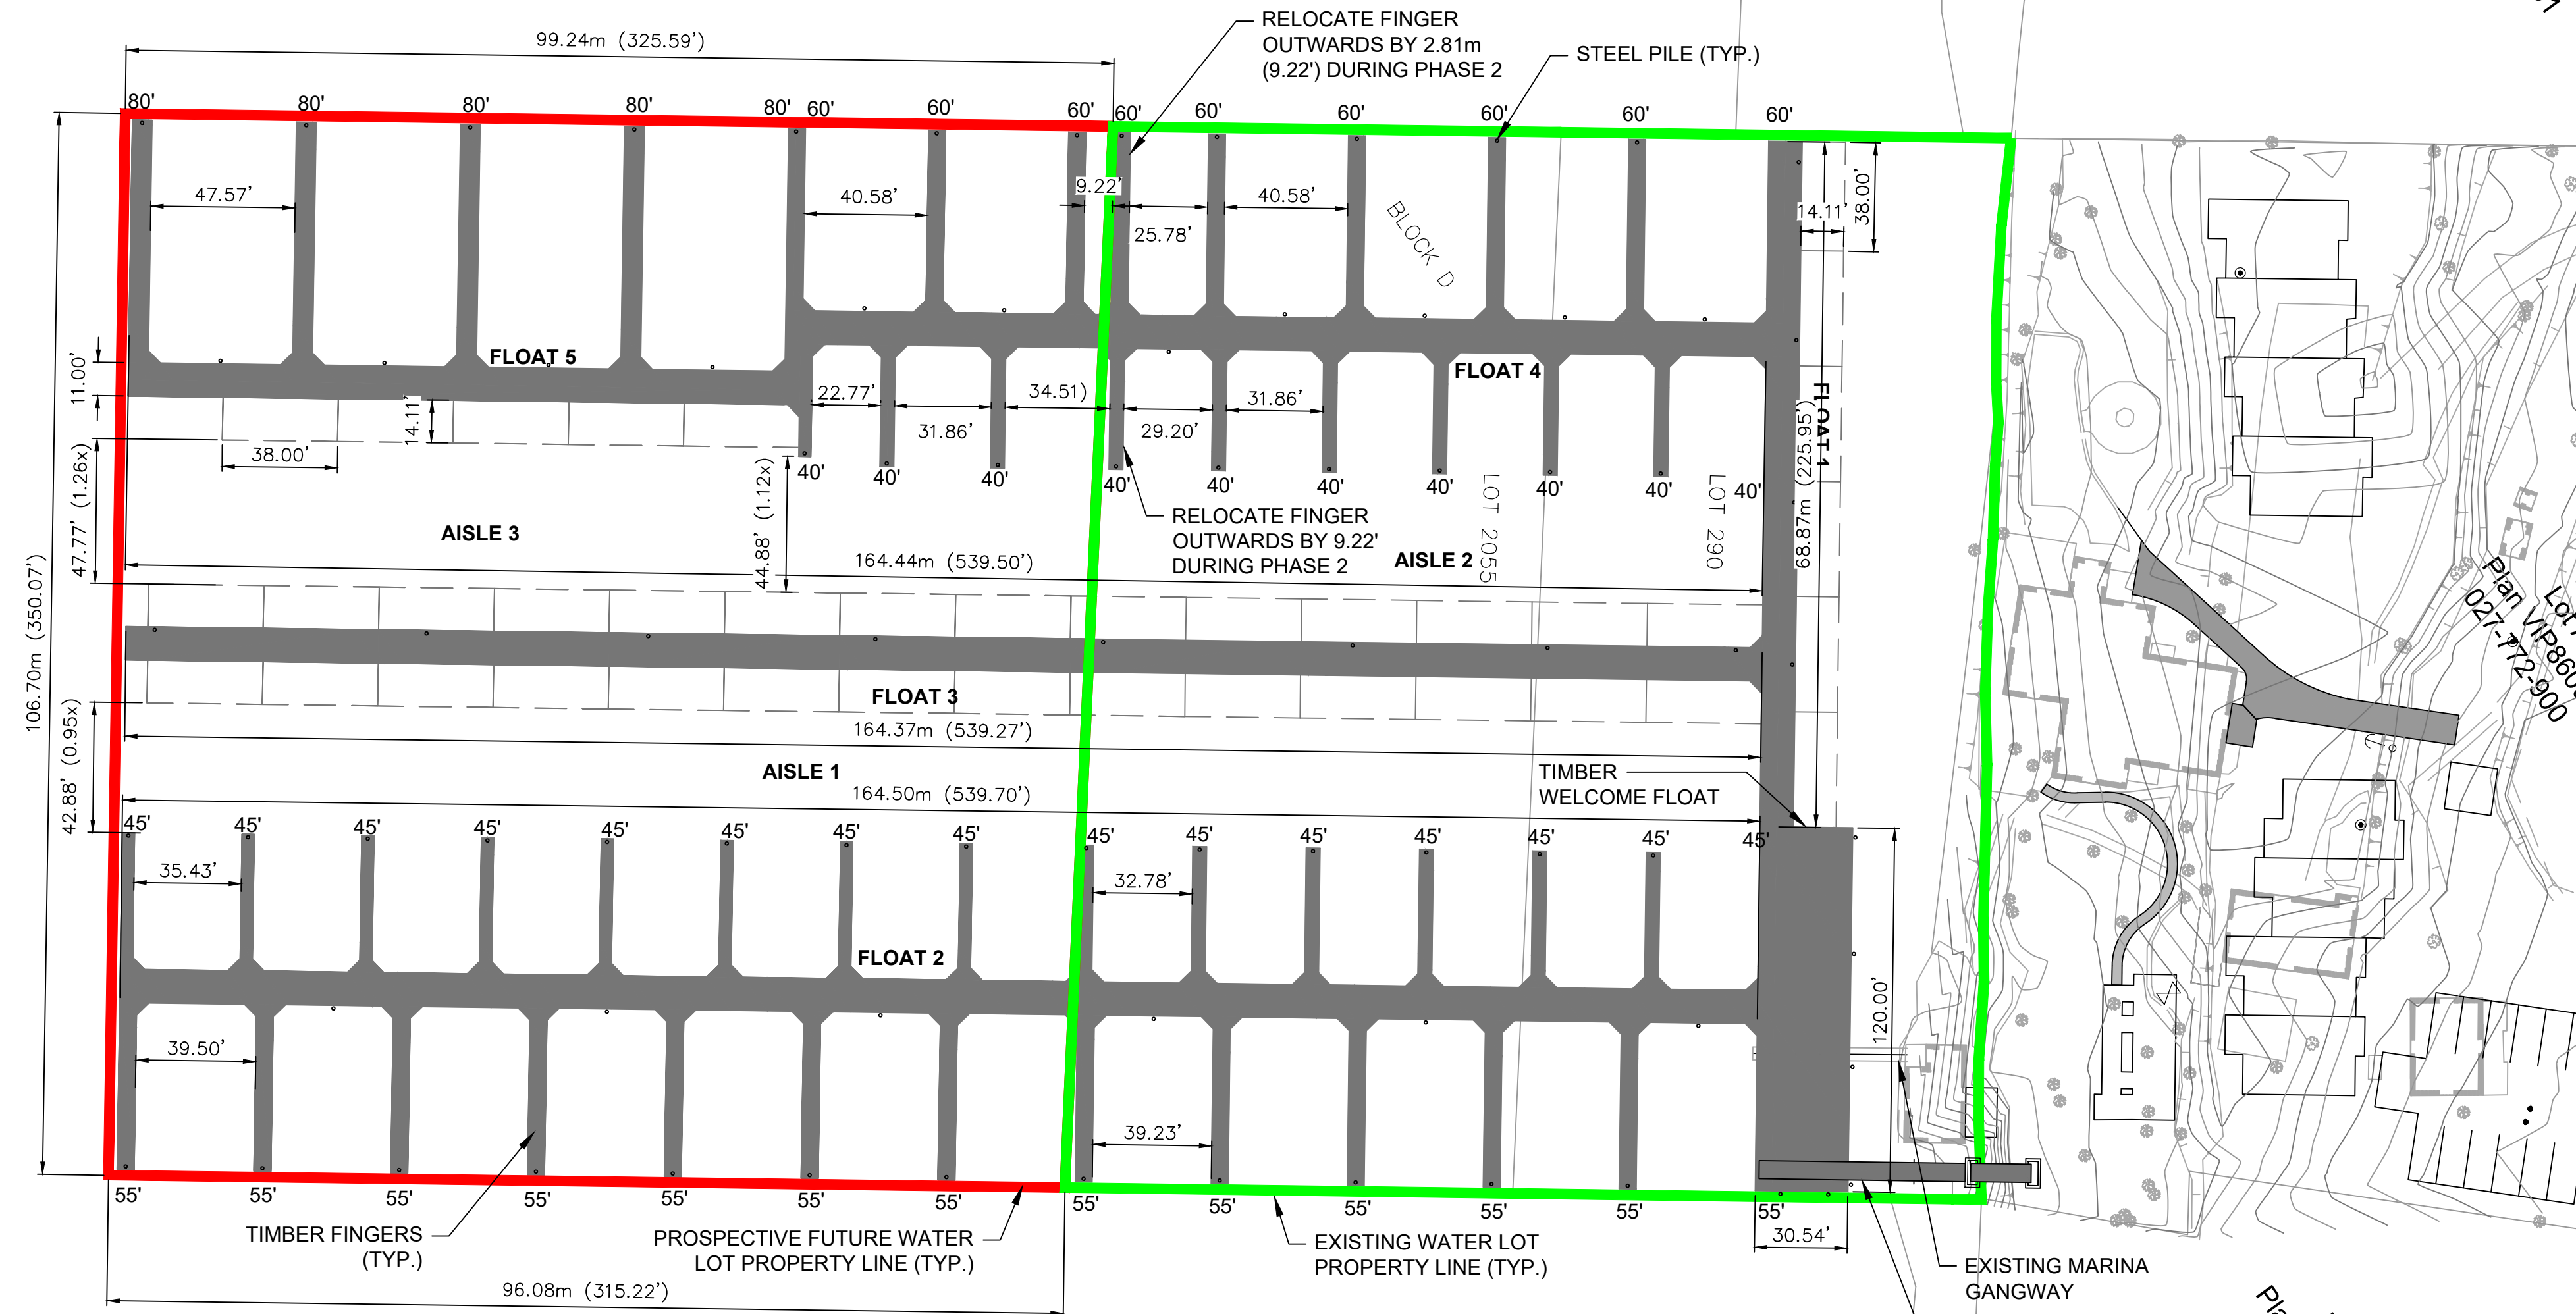 99.24m (325.59')
RELOCATE FINGER
OUTWARDS BY 2.81m
(9.22') DURING PHASE 2
STEEL PILE (TYP.)
80' 80' 80' 80' 80' 60' 60' 60' 60' 60' 60' 60' 60' 60'
47.57'
40.58'
9.22'
25.78'
40.58'
BLOCK D
14.11'
38.00'
11.00'
FLOAT 5
14.11'
38.00'
22.77'
31.86'
34.51)
29.20'
31.86'
FLOAT 4
FLOAT 1
68.87m (225.95')
40' 40' 40' 40' 40' 40' 40' 40' 40' 40'
47.77' (1.26x)
44.88' (1.12x)
LOT 2055
LOT 290
RELOCATE FINGER
OUTWARDS BY 9.22'
DURING PHASE 2
AISLE 3
AISLE 2
164.44m (539.50')
106.70m (350.07')
Plan VIP860
027-772-900
FLOAT 3
164.37m (539.27')
42.88' (0.95x)
AISLE 1
TIMBER
WELCOME FLOAT
164.50m (539.70')
45' 45' 45' 45' 45' 45' 45' 45' 45' 45' 45' 45' 45' 45' 45'
35.43'
32.78'
FLOAT 2
120.00'
39.50'
39.23'
55' 55' 55' 55' 55' 55' 55' 55' 55' 55' 55' 55' 55'
30.54'
TIMBER FINGERS
(TYP.)
PROSPECTIVE FUTURE WATER
LOT PROPERTY LINE (TYP.)
EXISTING WATER LOT
PROPERTY LINE (TYP.)
EXISTING MARINA
GANGWAY
96.08m (315.22')